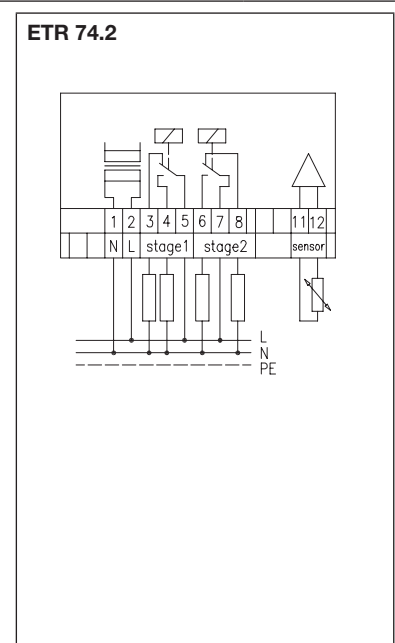 ETR 74.2
1 2 3 4 5 6 7 8 11 12
N L stage1 stage2 sensor
L
N
PE